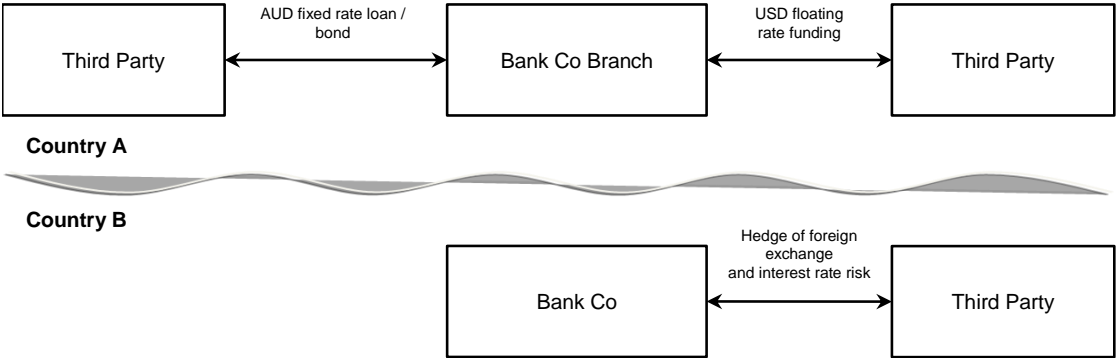 AUD fixed rate loan /
bond
USD floating
rate funding
Third Party
Bank Co Branch
Third Party
Country A
Country B
Hedge of foreign
exchange
and interest rate risk
Bank Co
Third Party